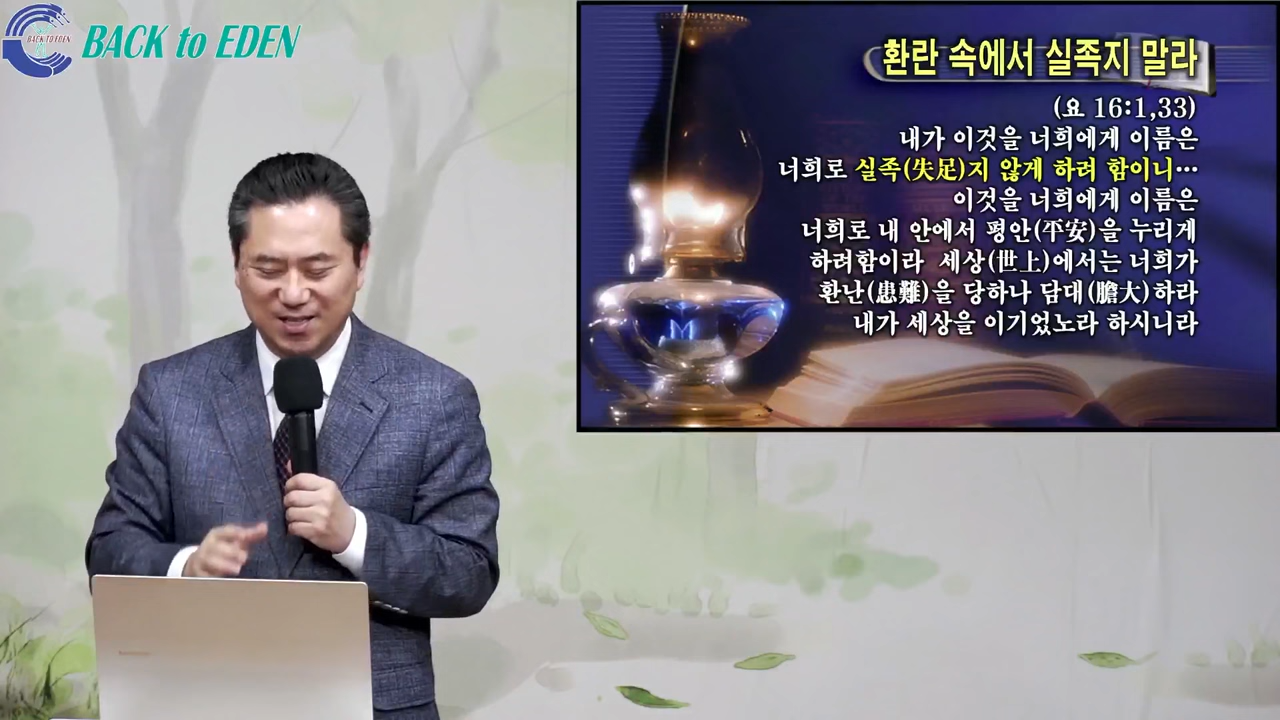 BACK TO EDEN
BACK to EDEN
환란 속에서 실족지 말라
(요 16:1,33)
내가 이것을 너희에게 이름은
너희로 실족(失足)지 않게 하려 함이니…
이것을 너희에게 이름은
너희로 내 안에서 평안(平安)을 누리게
하려함이라 세상(世上)에서는 너희가
환난(患難)을 당하나 담대(膽大)하라
내가 세상을 이기었노라 하시니라